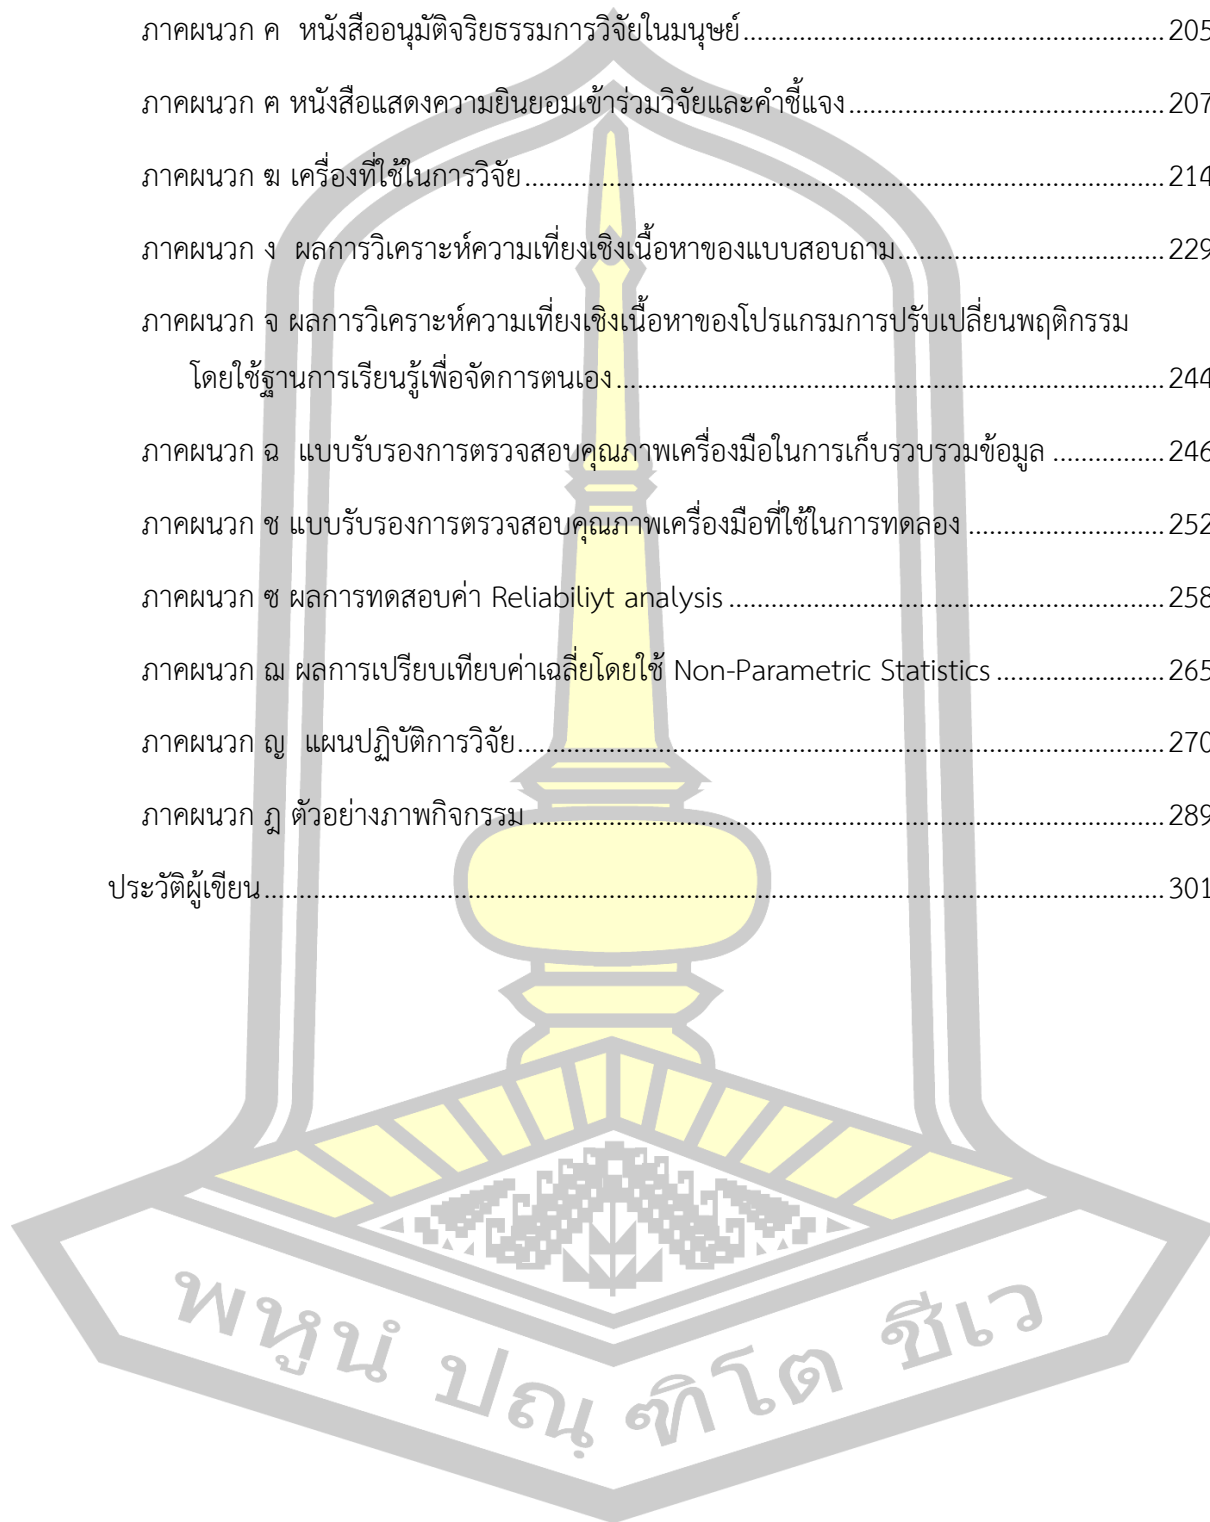 ภาคผนวก ค  หนังสืออนุมัติจริยธรรมการวิจัยในมนุษย์ 205
ภาคผนวก ฅ หนังสือแสดงความยินยอมเข้าร่วมวิจัยและคำชี้แจง 207
ภาคผนวก ฆ เครื่องที่ใช้ในการวิจัย 214
ภาคผนวก ง  ผลการวิเคราะห์ความเที่ยงเชิงเนื้อหาของแบบสอบถาม 229
ภาคผนวก จ ผลการวิเคราะห์ความเที่ยงเชิงเนื้อหาของโปรแกรมการปรับเปลี่ยนพฤติกรรม
โดยใช้ฐานการเรียนรู้เพื่อจัดการตนเอง 244
ภาคผนวก ฉ  แบบรับรองการตรวจสอบคุณภาพเครื่องมือในการเก็บรวบรวมข้อมูล 246
ภาคผนวก ช แบบรับรองการตรวจสอบคุณภาพเครื่องมือที่ใช้ในการทดลอง 252
ภาคผนวก ซ ผลการทดสอบค่า Reliabiliyt analysis 258
ภาคผนวก ฌ ผลการเปรียบเทียบค่าเฉลี่ยโดยใช้ Non-Parametric Statistics 265
ภาคผนวก ญ  แผนปฏิบัติการวิจัย 270
ภาคผนวก ฎ ตัวอย่างภาพกิจกรรม 289
ประวัติผู้เขียน 301
พหูนํ ปณฺฑิโต ชีเว